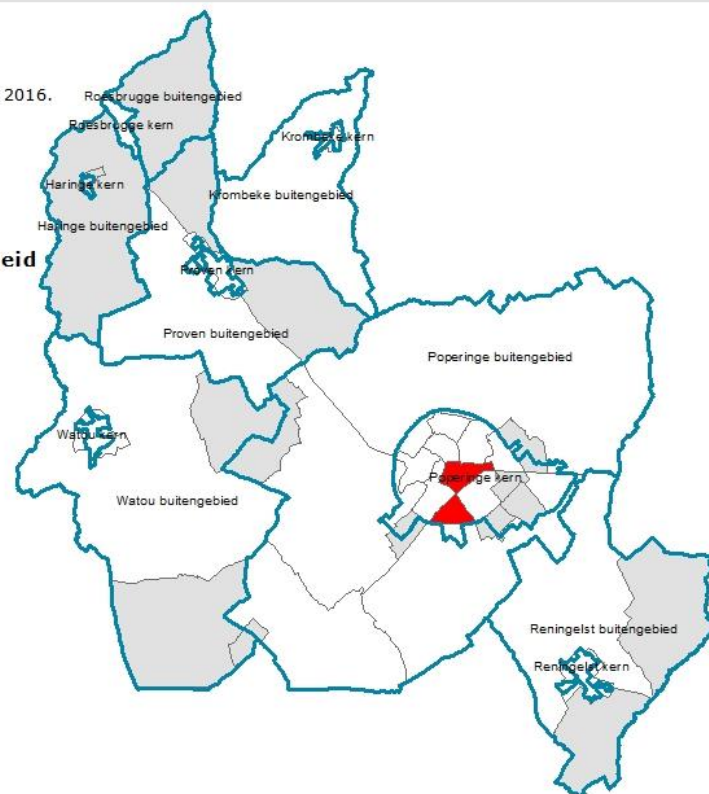 2016.
Roesbrugge buitengebied
Roesbrugge kern
Krombeke kern
Haringe kern
Krombeke buitengebied
Haringe buitengebied
eid
Proven kern
Proven buitengebied
Poperinge buitengebied
Watou kern
Poperinge kern
Watou buitengebied
Reningelst buitengebied
Reningelst kern